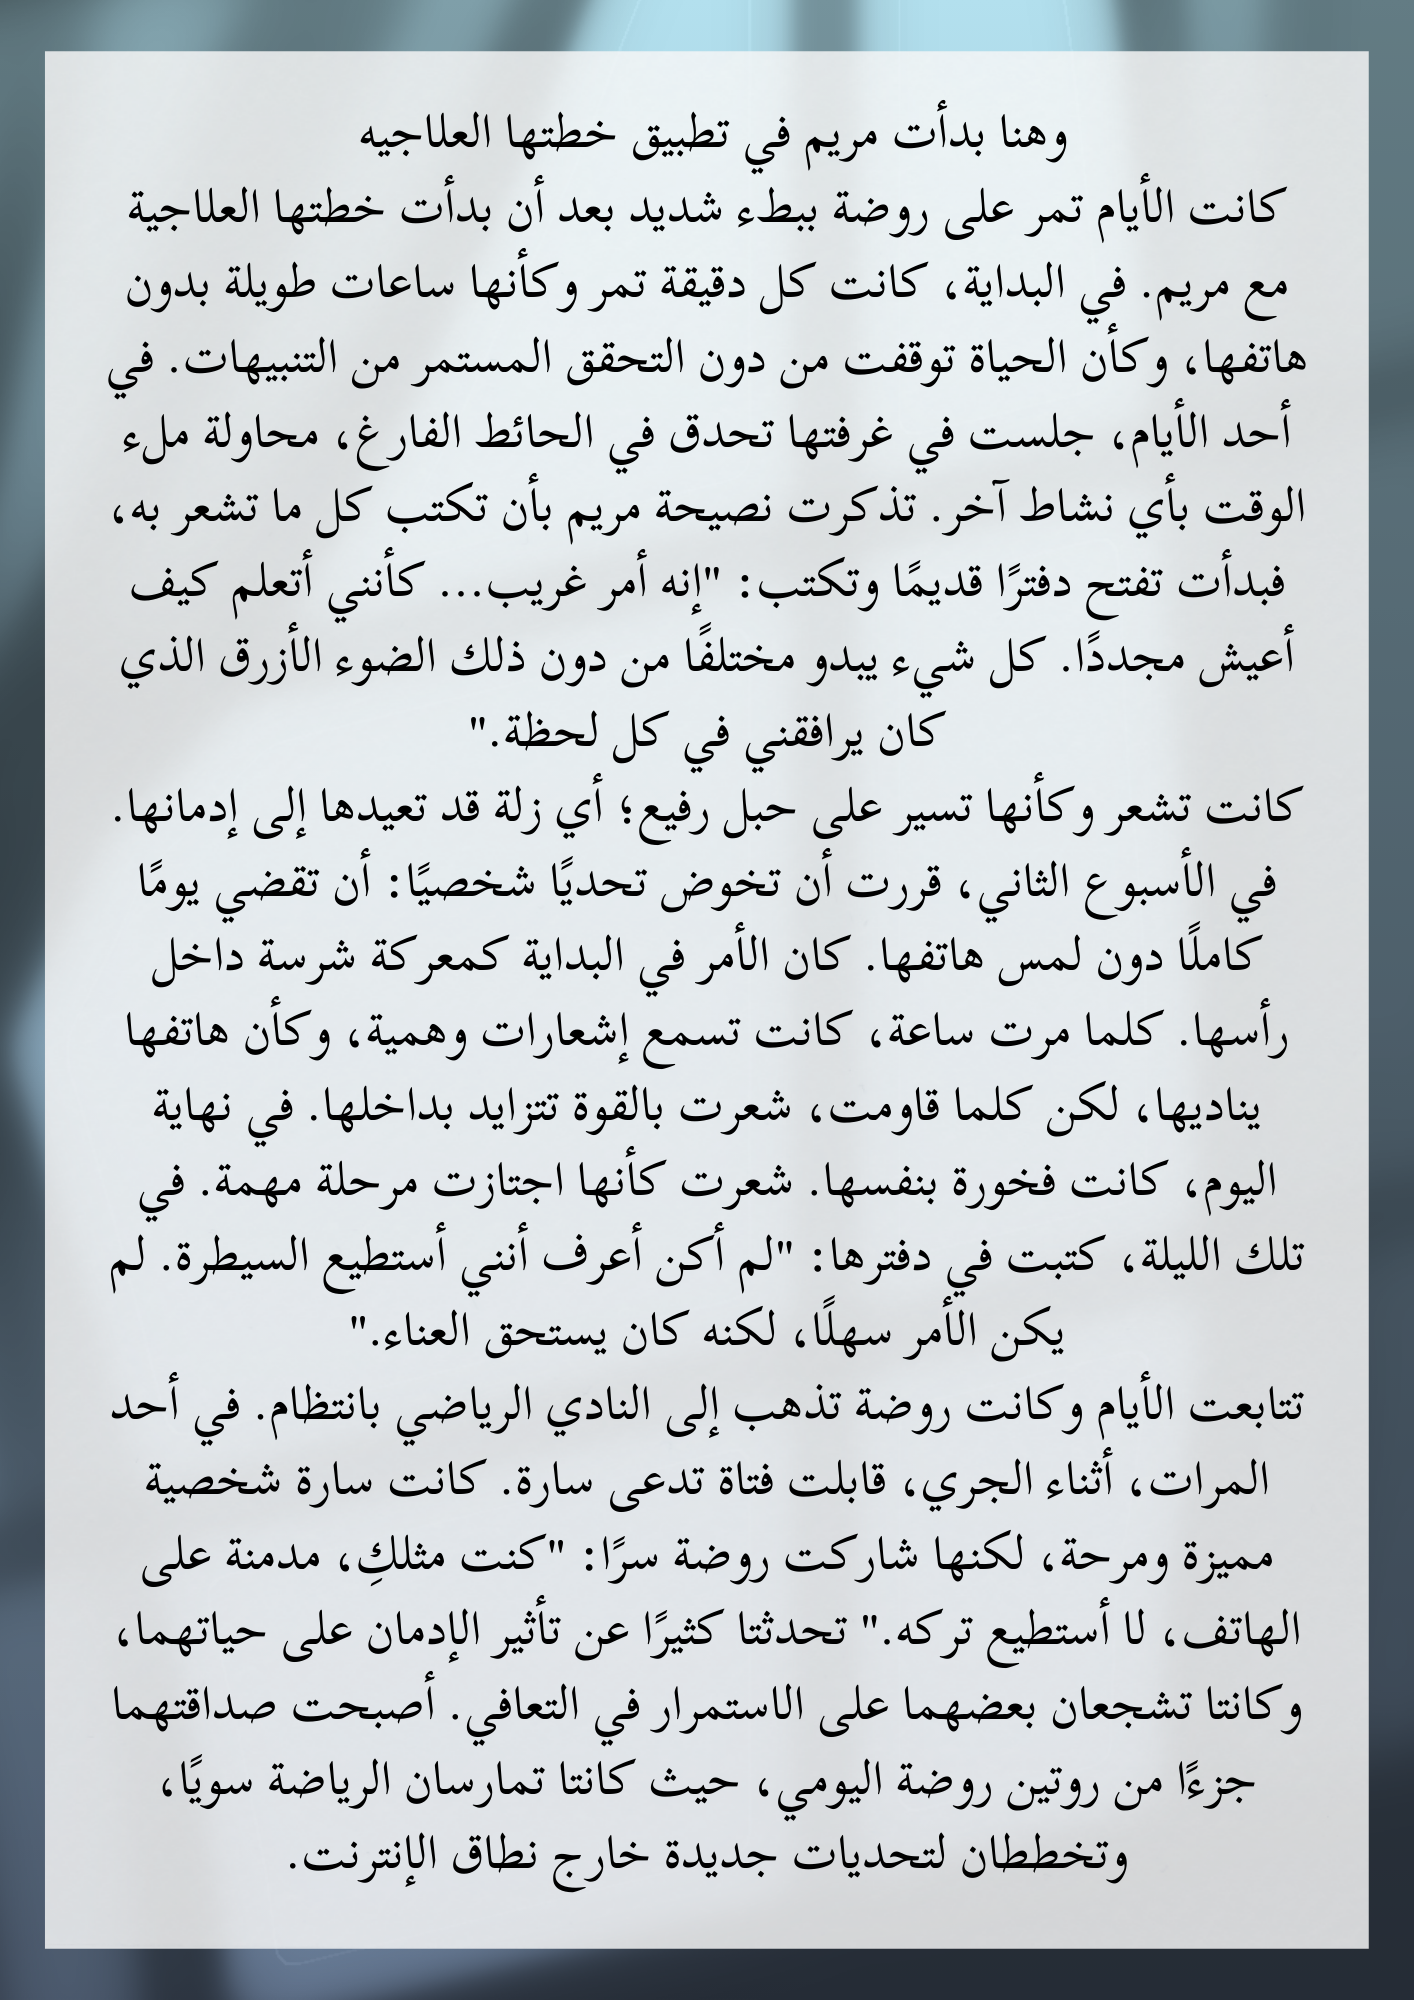 وهنا بدأت مريم في تطبيق خطتها العلاجيه
كانت الأيام تمر على روضة ببطء شديد بعد أن بدأت خطتها العلاجية
مع مريم. في البداية، كانت كل دقيقة تمر وكأنها ساعات طويلة بدون
هاتفها، وكأن الحياة توقفت من دون التحقق المستمر من التنبيهات. في
أحد الأيام، جلست في غرفتها تحدق في الحائط الفارغ، محاولة ملء
الوقت بأي نشاط آخر. تذكرت نصيحة مريم بأن تكتب كل ما تشعر به،
فبدأت تفتح دفترًا قديمًا وتكتب: "إنه أمر غريب... كأنني أتعلم كيف
أعيش مجددًا. كل شيء يبدو مختلفًا من دون ذلك الضوء الأزرق الذي
كان يرافقني في كل لحظة."
كانت تشعر وكأنها تسير على حبل رفيع؛ أي زلة قد تعيدها إلى إدمانها.
في الأسبوع الثاني، قررت أن تخوض تحديًا شخصيًا: أن تقضي يومًا
كاملًا دون لمس هاتفها. كان الأمر في البداية كمعركة شرسة داخل
رأسها. كلما مرت ساعة، كانت تسمع إشعارات وهمية، وكأن هاتفها
يناديها، لكن كلما قاومت، شعرت بالقوة تتزايد بداخلها. في نهاية
اليوم، كانت فخورة بنفسها. شعرت كأنها اجتازت مرحلة مهمة. في
تلك الليلة، كتبت في دفترها: "لم أكن أعرف أنني أستطيع السيطرة. لم
يكن الأمر سهلًا، لكنه كان يستحق العناء."
تتابعت الأيام وكانت روضة تذهب إلى النادي الرياضي بانتظام. في أحد
المرات، أثناء الجري، قابلت فتاة تدعى سارة. كانت سارة شخصية
مميزة ومرحة، لكنها شاركت روضة سرًا: "كنت مثلكِ، مدمنة على
الهاتف، لا أستطيع تركه." تحدثتا كثيرًا عن تأثير الإدمان على حياتهما،
وكانتا تشجعان بعضهما على الاستمرار في التعافي. أصبحت صداقتهما
جزءًا من روتين روضة اليومي، حيث كانتا تمارسان الرياضة سويًا،
وتخططان لتحديات جديدة خارج نطاق الإنترنت.